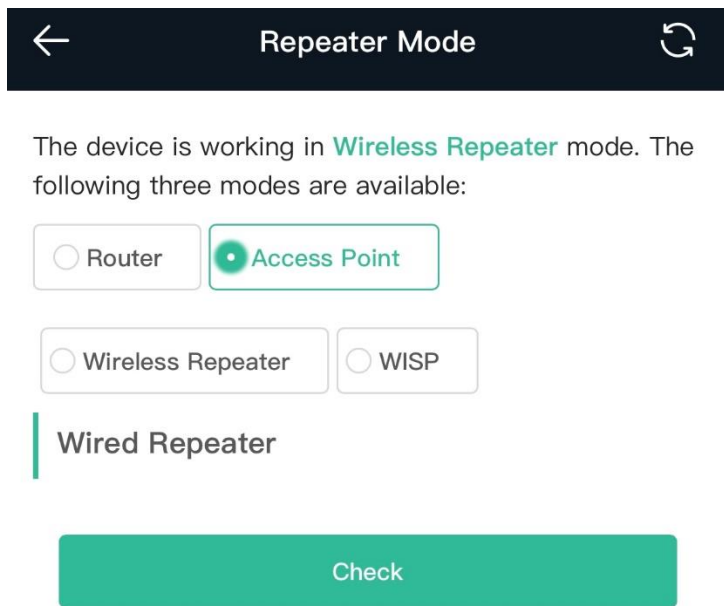 Repeater Mode
The device is working in Wireless Repeater mode. The
following three modes are available:
Router Access Point
Wireless Repeater WISP
Wired Repeater
Check